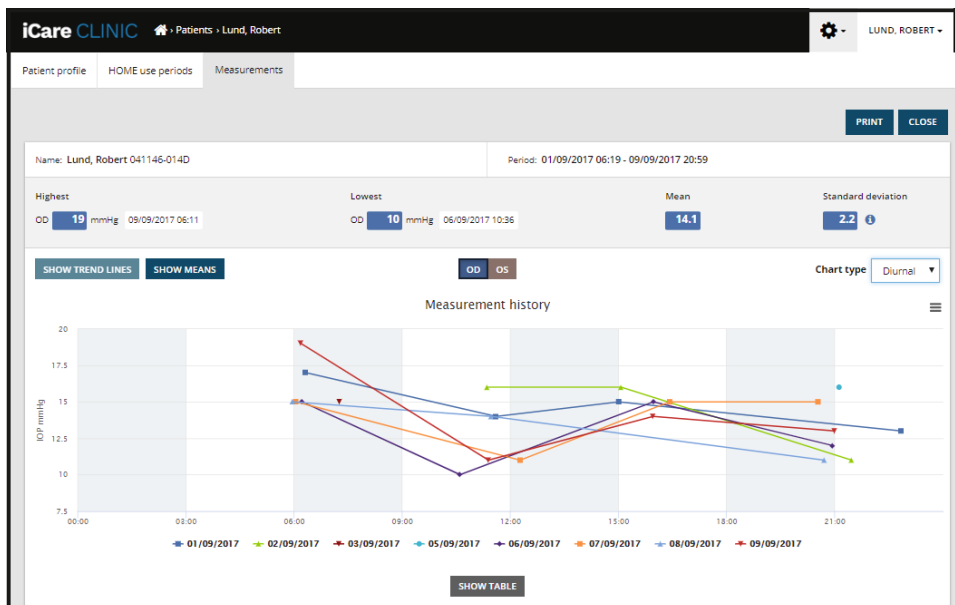 iCare CLINIC › Patients › Lund, Robert LUND, ROBERT
Patient profile HOME use periods Measurements
PRINT CLOSE
Name: Lund, Robert 041146-014D Period: 01/09/2017 06:19 - 09/09/2017 20:59
Highest Lowest Mean Standard deviation
OD 19 mmHg 09/09/2017 06:11 OD 10 mmHg 06/09/2017 10:36 14.1 2.2 i
SHOW TREND LINES SHOW MEANS OD OS Chart type Diurnal
Measurement history
20
17.5
15
12.5
10
7.5
IOP mmHg
00:00 03:00 06:00 09:00 12:00 15:00 18:00 21:00
01/09/2017 02/09/2017 03/09/2017 05/09/2017 06/09/2017 07/09/2017 08/09/2017 09/09/2017
SHOW TABLE